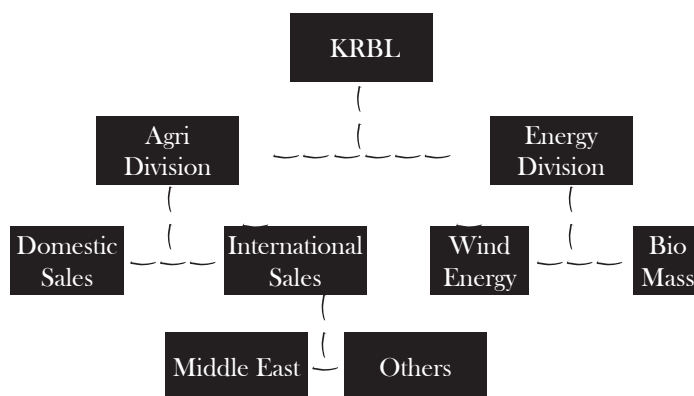 KRBL
Agri
Division
Energy
Division
Domestic
Sales
International
Sales
Wind
Energy
Bio
Mass
Middle East
Others